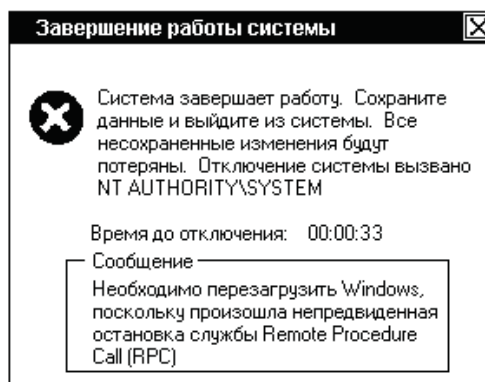 Завершение работы системы
Система завершает работу. Сохраните
данные и выйдите из системы. Все
несохраненные изменения будут
потеряны. Отключение системы вызвано
NT AUTHORITY\SYSTEM
Время до отключения: 00:00:33
Сообщение
Необходимо перезагрузить Windows,
поскольку произошла непредвиденная
остановка службы Remote Procedure
Call (RPC)